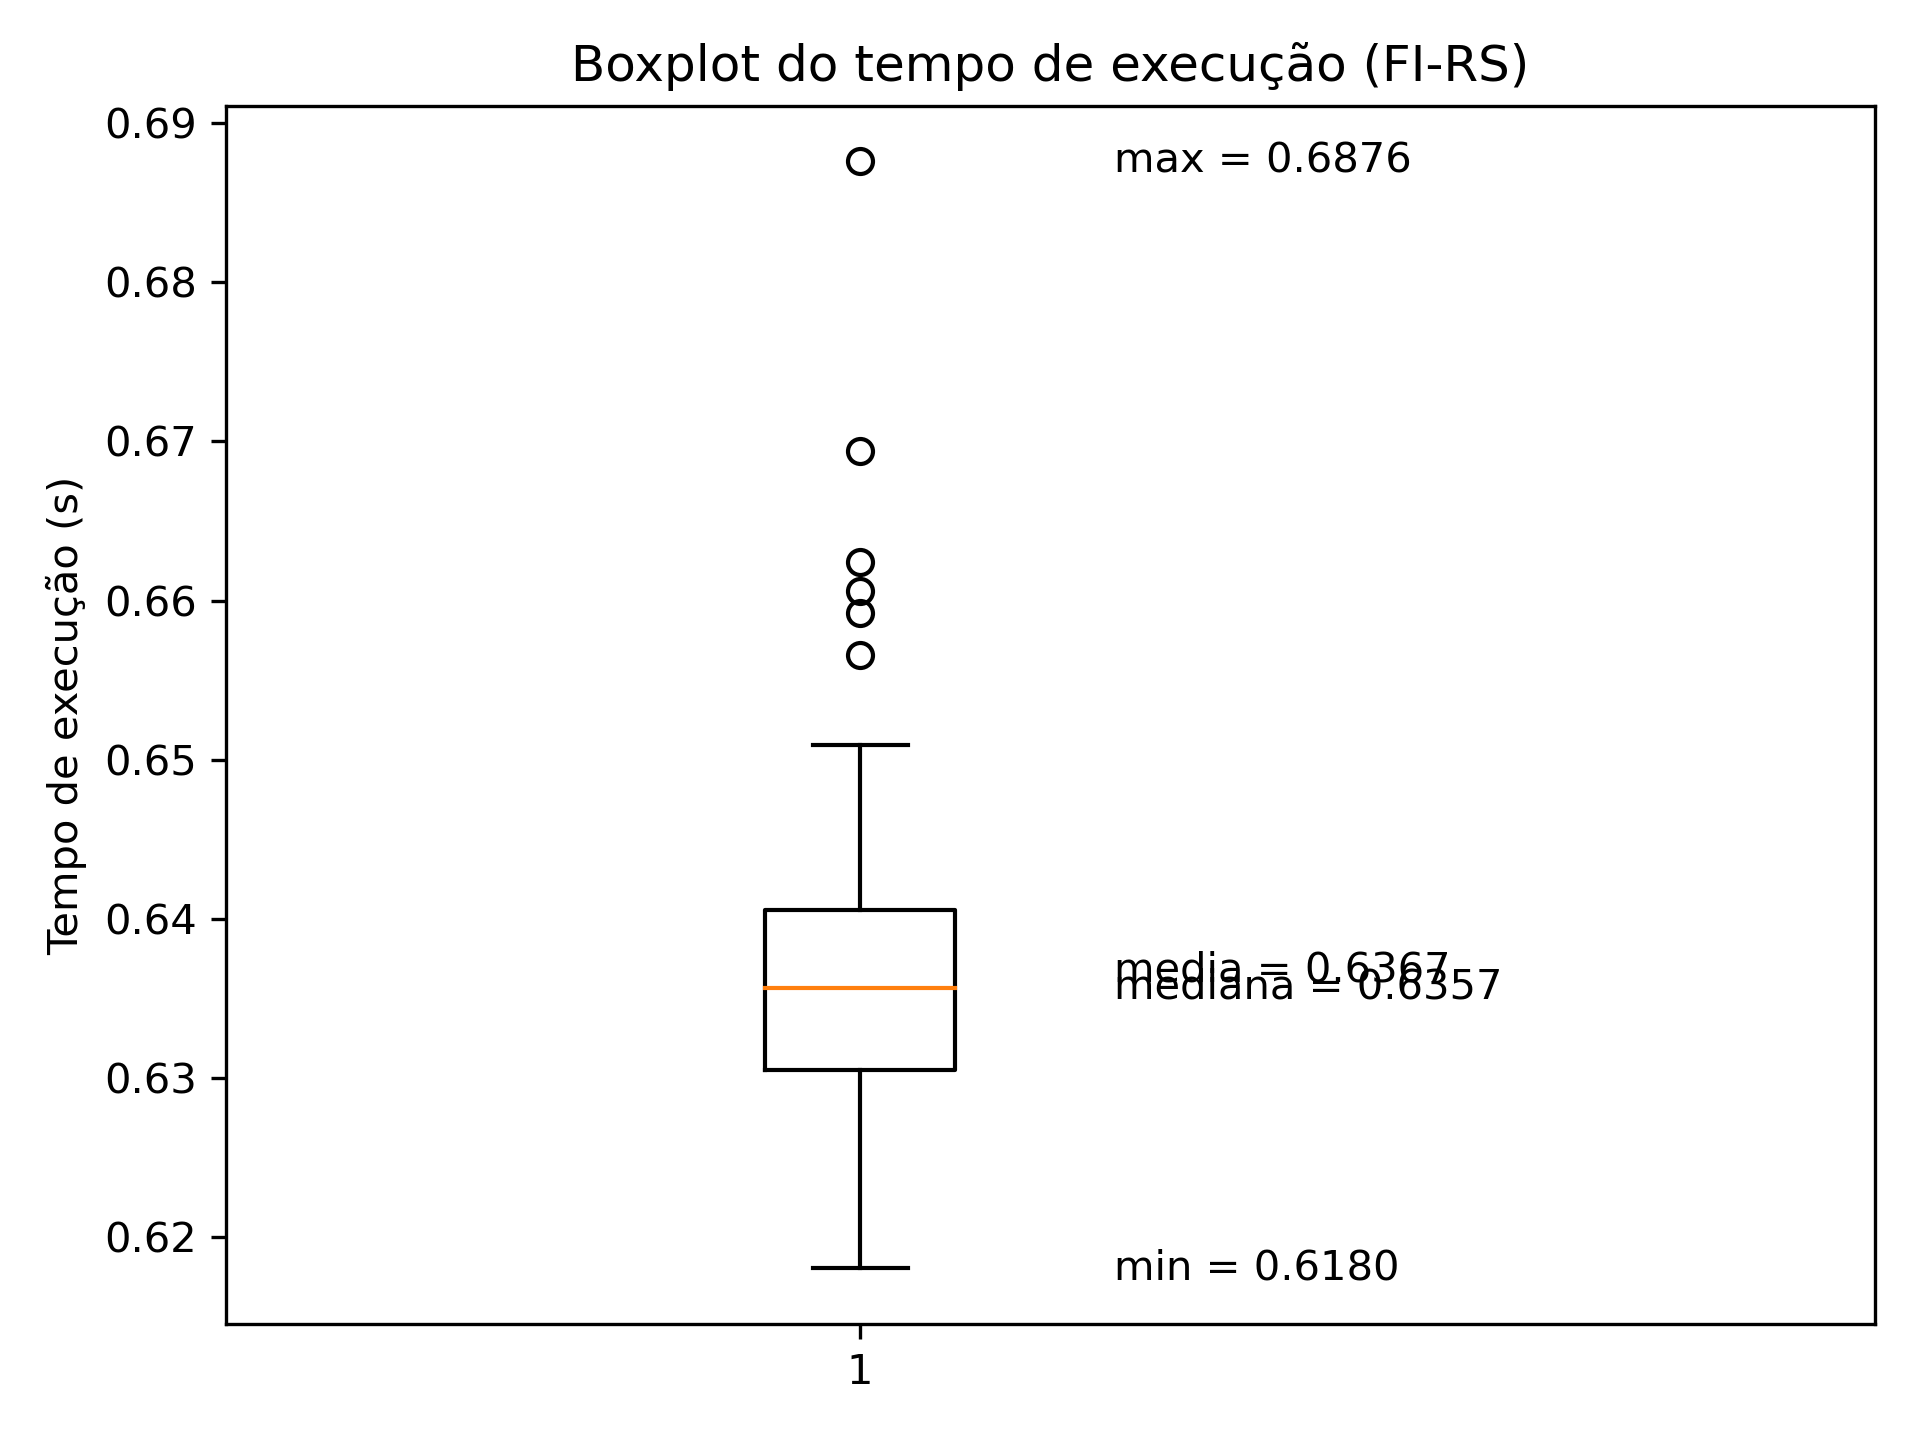 Boxplot do tempo de execução (FI-RS)
Tempo de execução (s)
0.69
0.68
0.67
0.66
0.65
0.64
0.63
0.62
max = 0.6876
media = 0.6367
mediana = 0.6357
min = 0.6180
1